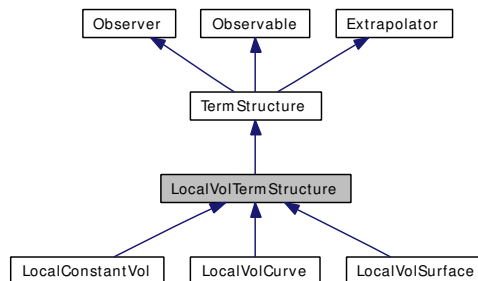 Observer
Observable
Extrapolator
TermStructure
LocalVolTermStructure
LocalConstantVol
LocalVolCurve
LocalVolSurface